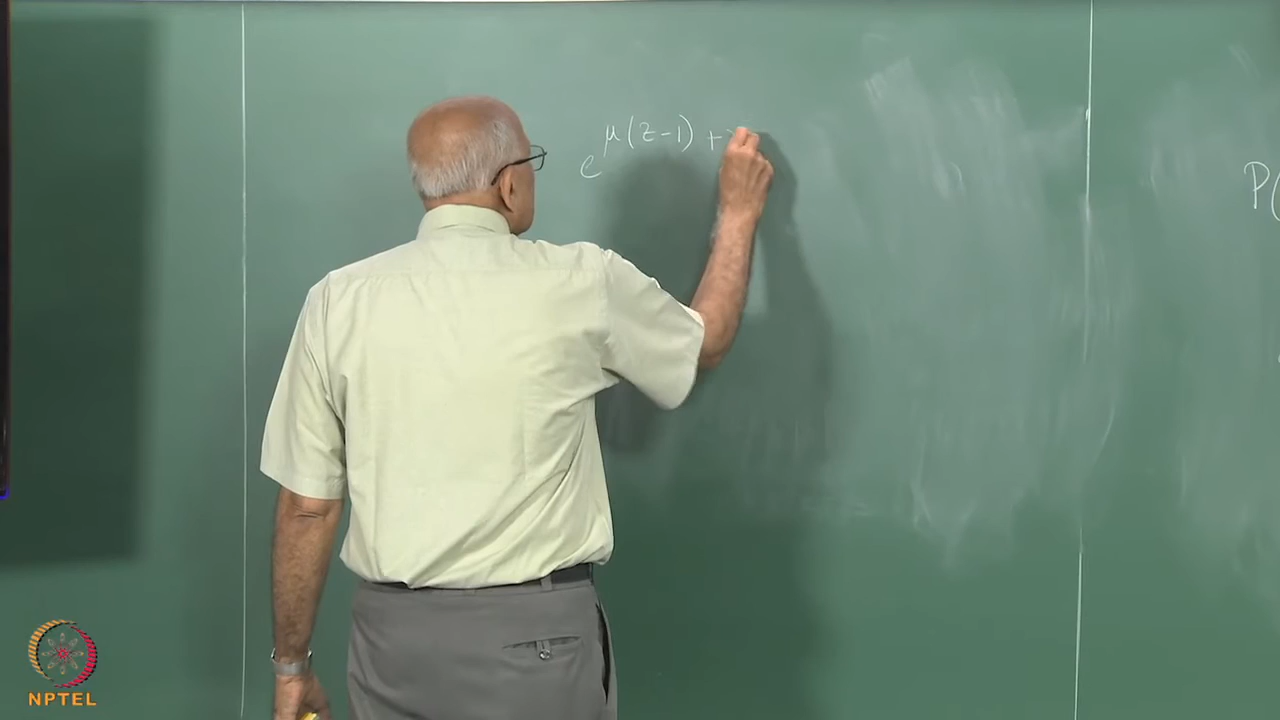 e^μ(z-1) +
P(
NPTEL